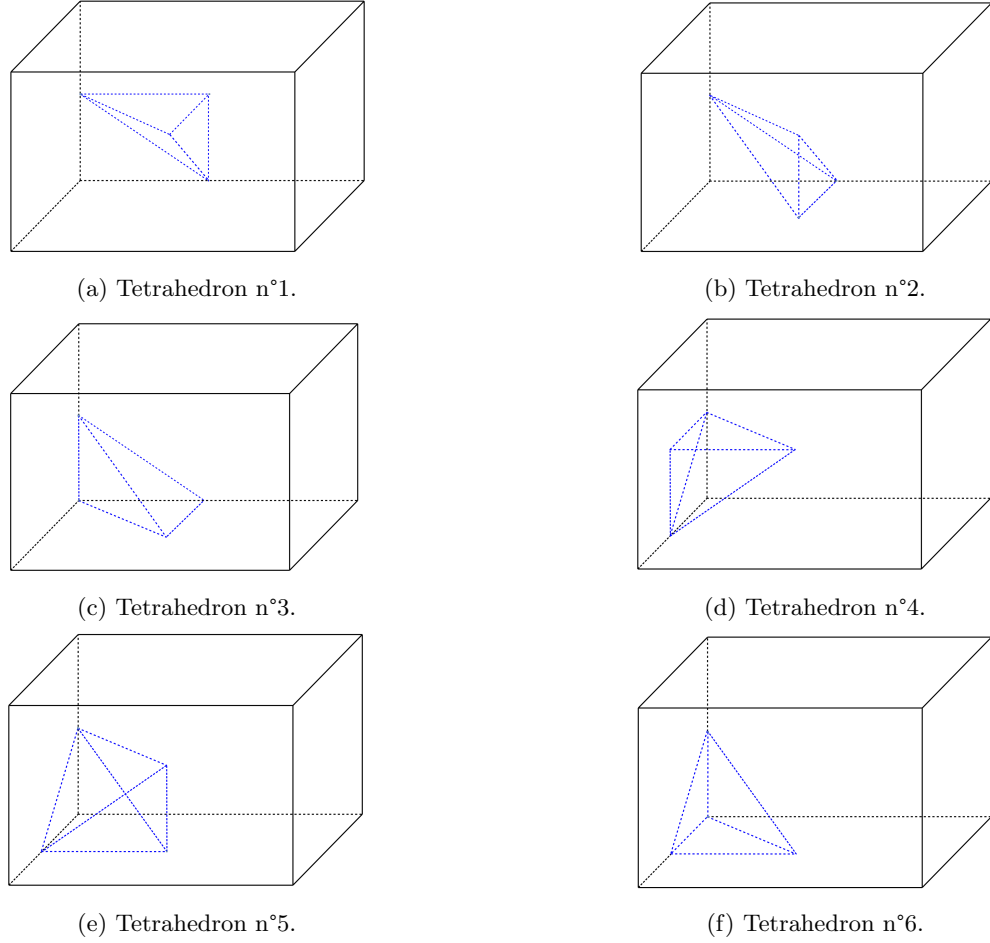 (a) Tetrahedron n°1.
(b) Tetrahedron n°2.
(c) Tetrahedron n°3.
(d) Tetrahedron n°4.
(e) Tetrahedron n°5.
(f) Tetrahedron n°6.